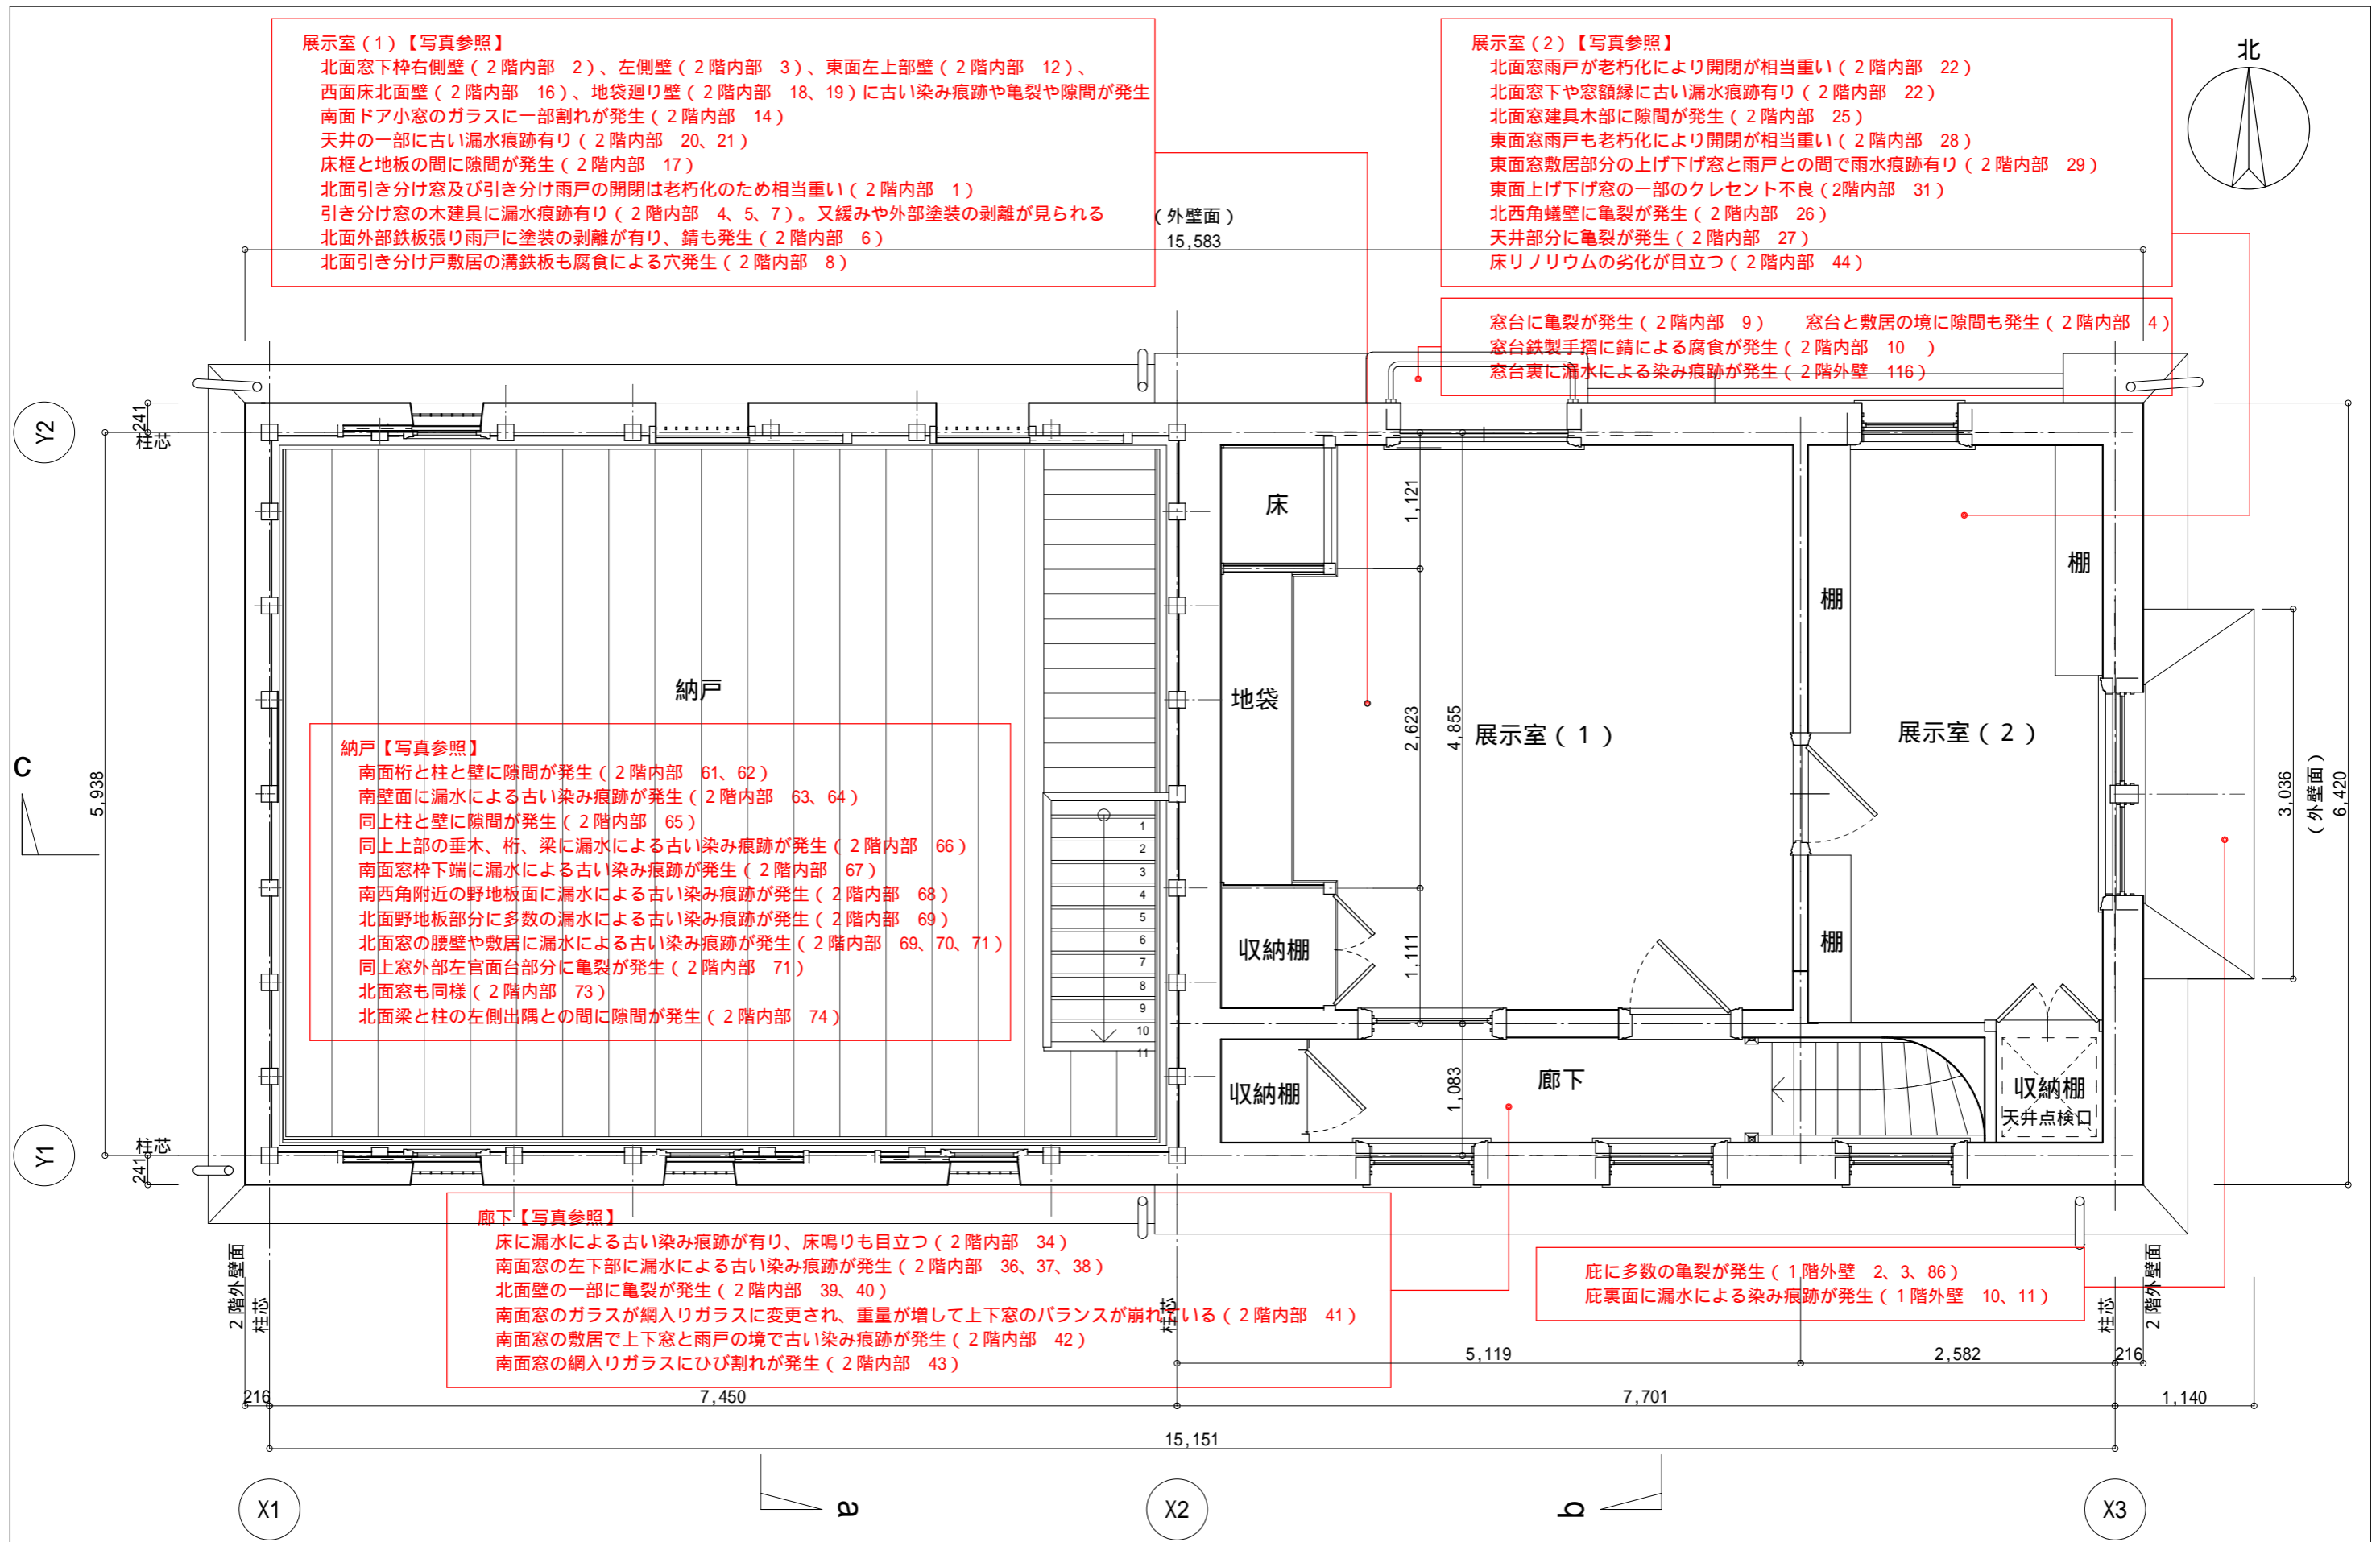 展示室(1)【写真参照】
北面窓下枠右側壁(2階内部　2)、左側壁(2階内部　3)、東面左上部壁(2階内部　12)、
西面床北面壁(2階内部　16)、地袋廻り壁(2階内部　18、19)に古い染み痕跡や亀裂や隙間が発生
南面ドア小窓のガラスに一部割れが発生(2階内部　14)
天井の一部に古い漏水痕跡有り(2階内部　20、21)
床框と地板の間に隙間が発生(2階内部　17)
北面引き分け窓及び引き分け雨戸の開閉は老朽化のため相当重い(2階内部　1)
引き分け窓の木建具に漏水痕跡有り(2階内部　4、5、7)。又緩みや外部塗装の剥離が見られる
北面外部鉄板張り雨戸に塗装の剥離が有り、錆も発生(2階内部　6)
北面引き分け戸敷居の溝鉄板も腐食による穴発生(2階内部　8)
展示室(2)【写真参照】
北面窓雨戸が老朽化により開閉が相当重い(2階内部　22)
北面窓下や窓額縁に古い漏水痕跡有り(2階内部　22)
北面窓建具木部に隙間が発生(2階内部　25)
東面窓雨戸も老朽化により開閉が相当重い(2階内部　28)
東面窓敷居部分の上げ下げ窓と雨戸との間で雨水痕跡有り(2階内部　29)
東面上げ下げ窓の一部のクレセント不良(2階内部　31)
北西角蟻壁に亀裂が発生(2階内部　26)
天井部分に亀裂が発生(2階内部　27)
床リノリウムの劣化が目立つ(2階内部　44)
北
(外壁面)
15,583
窓台に亀裂が発生(2階内部　9)　窓台と敷居の境に隙間も発生(2階内部　4)
窓台鉄製手摺に錆による腐食が発生(2階内部　10　)
窓台裏に漏水による染み痕跡が発生(2階外壁　116)
Y2
241
柱芯
5,938
C
納戸
床
地袋
収納棚
1,121
2,623
4,855
1,111
展示室(1)
棚
棚
棚
展示室(2)
3,036
(外壁面)
6,420
納戸【写真参照】
南面桁と柱と壁に隙間が発生(2階内部　61、62)
南壁面に漏水による古い染み痕跡が発生(2階内部　63、64)
同上柱と壁に隙間が発生(2階内部　65)
同上上部の垂木、桁、梁に漏水による古い染み痕跡が発生(2階内部　66)
南面窓枠下端に漏水による古い染み痕跡が発生(2階内部　67)
南西角附近の野地板面に漏水による古い染み痕跡が発生(2階内部　68)
北面野地板部分に多数の漏水による古い染み痕跡が発生(2階内部　69)
北面窓の腰壁や敷居に漏水による古い染み痕跡が発生(2階内部　69、70、71)
同上窓外部左官面台部分に亀裂が発生(2階内部　71)
北面窓も同様(2階内部　73)
北面梁と柱の左側出隅との間に隙間が発生(2階内部　74)
1
2
3
4
5
6
7
8
9
10
11
収納棚
1,083
廊下
収納棚
天井点検口
Y1
柱芯
241
廊下【写真参照】
床に漏水による古い染み痕跡が有り、床鳴りも目立つ(2階内部　34)
南面窓の左下部に漏水による古い染み痕跡が発生(2階内部　36、37、38)
北面壁の一部に亀裂が発生(2階内部　39、40)
南面窓のガラスが網入りガラスに変更され、重量が増して上下窓のバランスが崩れている(2階内部　41)
南面窓の敷居で上下窓と雨戸の境で古い染み痕跡が発生(2階内部　42)
南面窓の網入りガラスにひび割れが発生(2階内部　43)
庇に多数の亀裂が発生(1階外壁　2、3、86)
庇裏面に漏水による染み痕跡が発生(1階外壁　10、11)
2階外壁面
柱芯
柱芯
柱芯
2階外壁面
5,119
2,582
216
216
7,450
7,701
1,140
15,151
X1
a
X2
b
X3